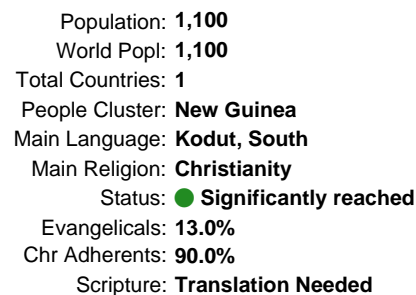 Population: 1,100
World Popl: 1,100
Total Countries: 1
People Cluster: New Guinea
Main Language: Kodut, South
Main Religion: Christianity
Status: Significantly reached
Evangelicals: 13.0%
Chr Adherents: 90.0%
Scripture: Translation Needed